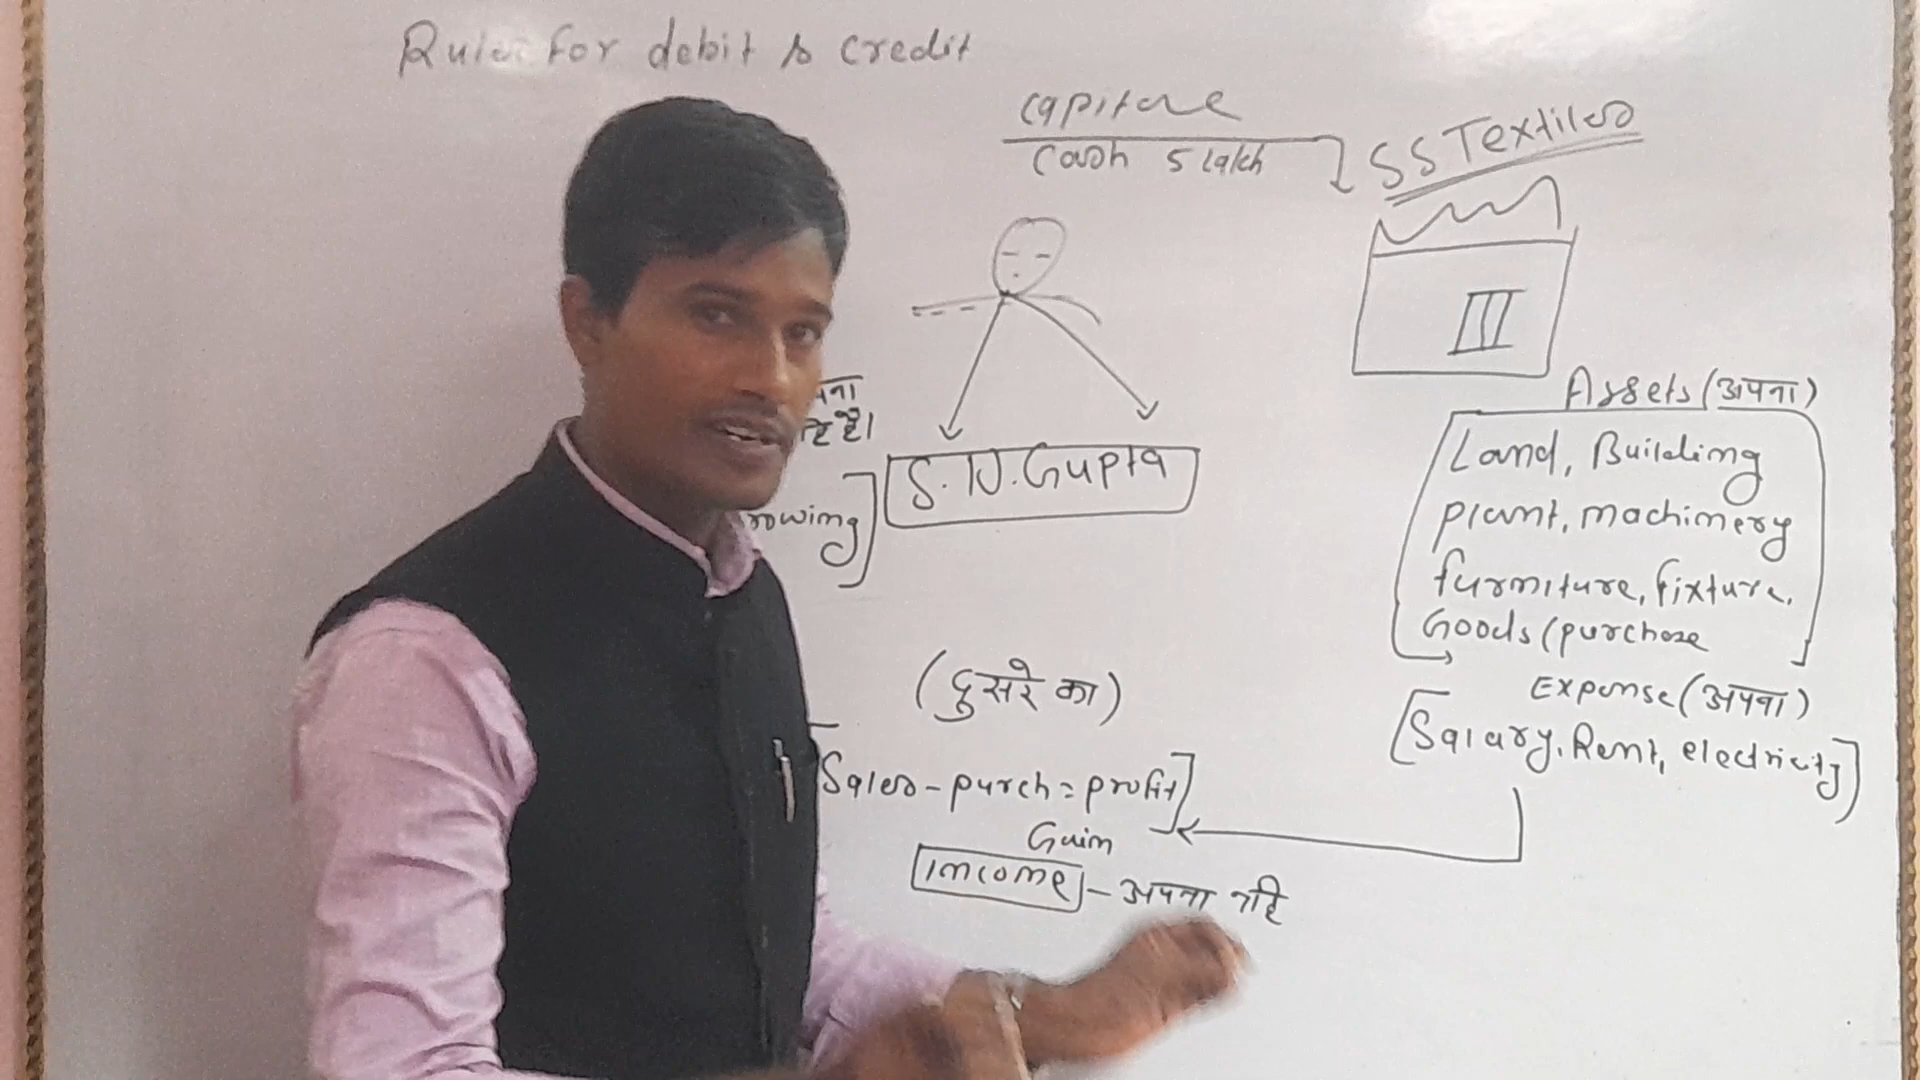 Rules for debit & credit
capital
cash 5 lakh
SS Textiles
S.N. Gupta
Assets (अपना)
Land, Building
plant, machinery
furniture, fixture,
Goods (purchase
(दुसरे का)
Expense (अपना)
Salary, Rent, electricity
Sales - purch = profit
Gain
Income - अपना नहि